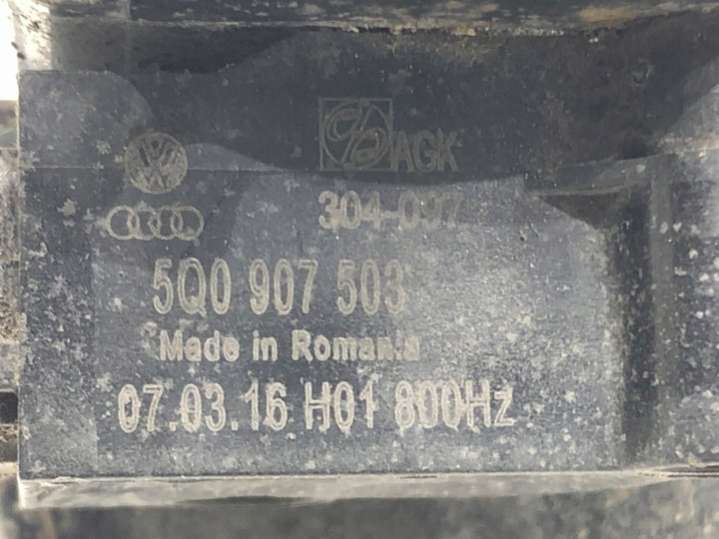 AGK
304-097
5Q0 907 503
Made in Romania
07.03.16 H01 800Hz